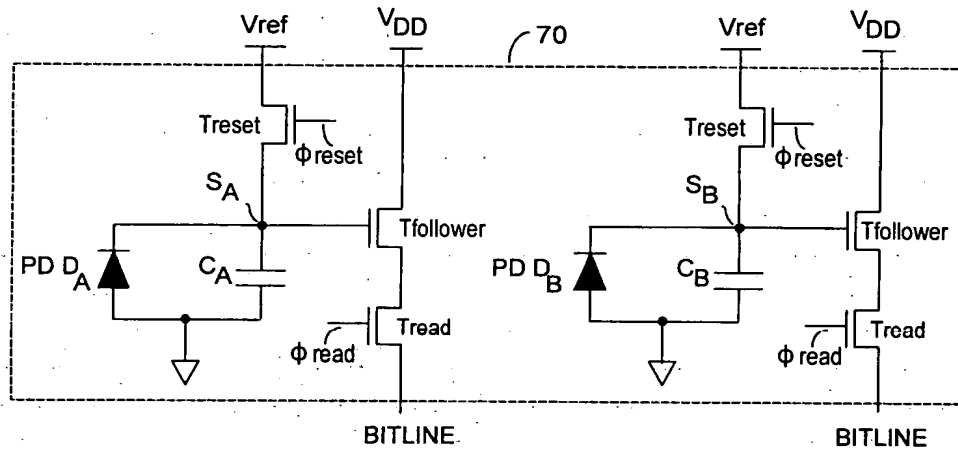 Vref
VDD
70
Vref
VDD
Treset
Φreset
Treset
Φreset
SA
SB
Tfollower
Tfollower
PD DA
CA
PD DB
CB
Tread
Φread
Tread
Φread
BITLINE
BITLINE